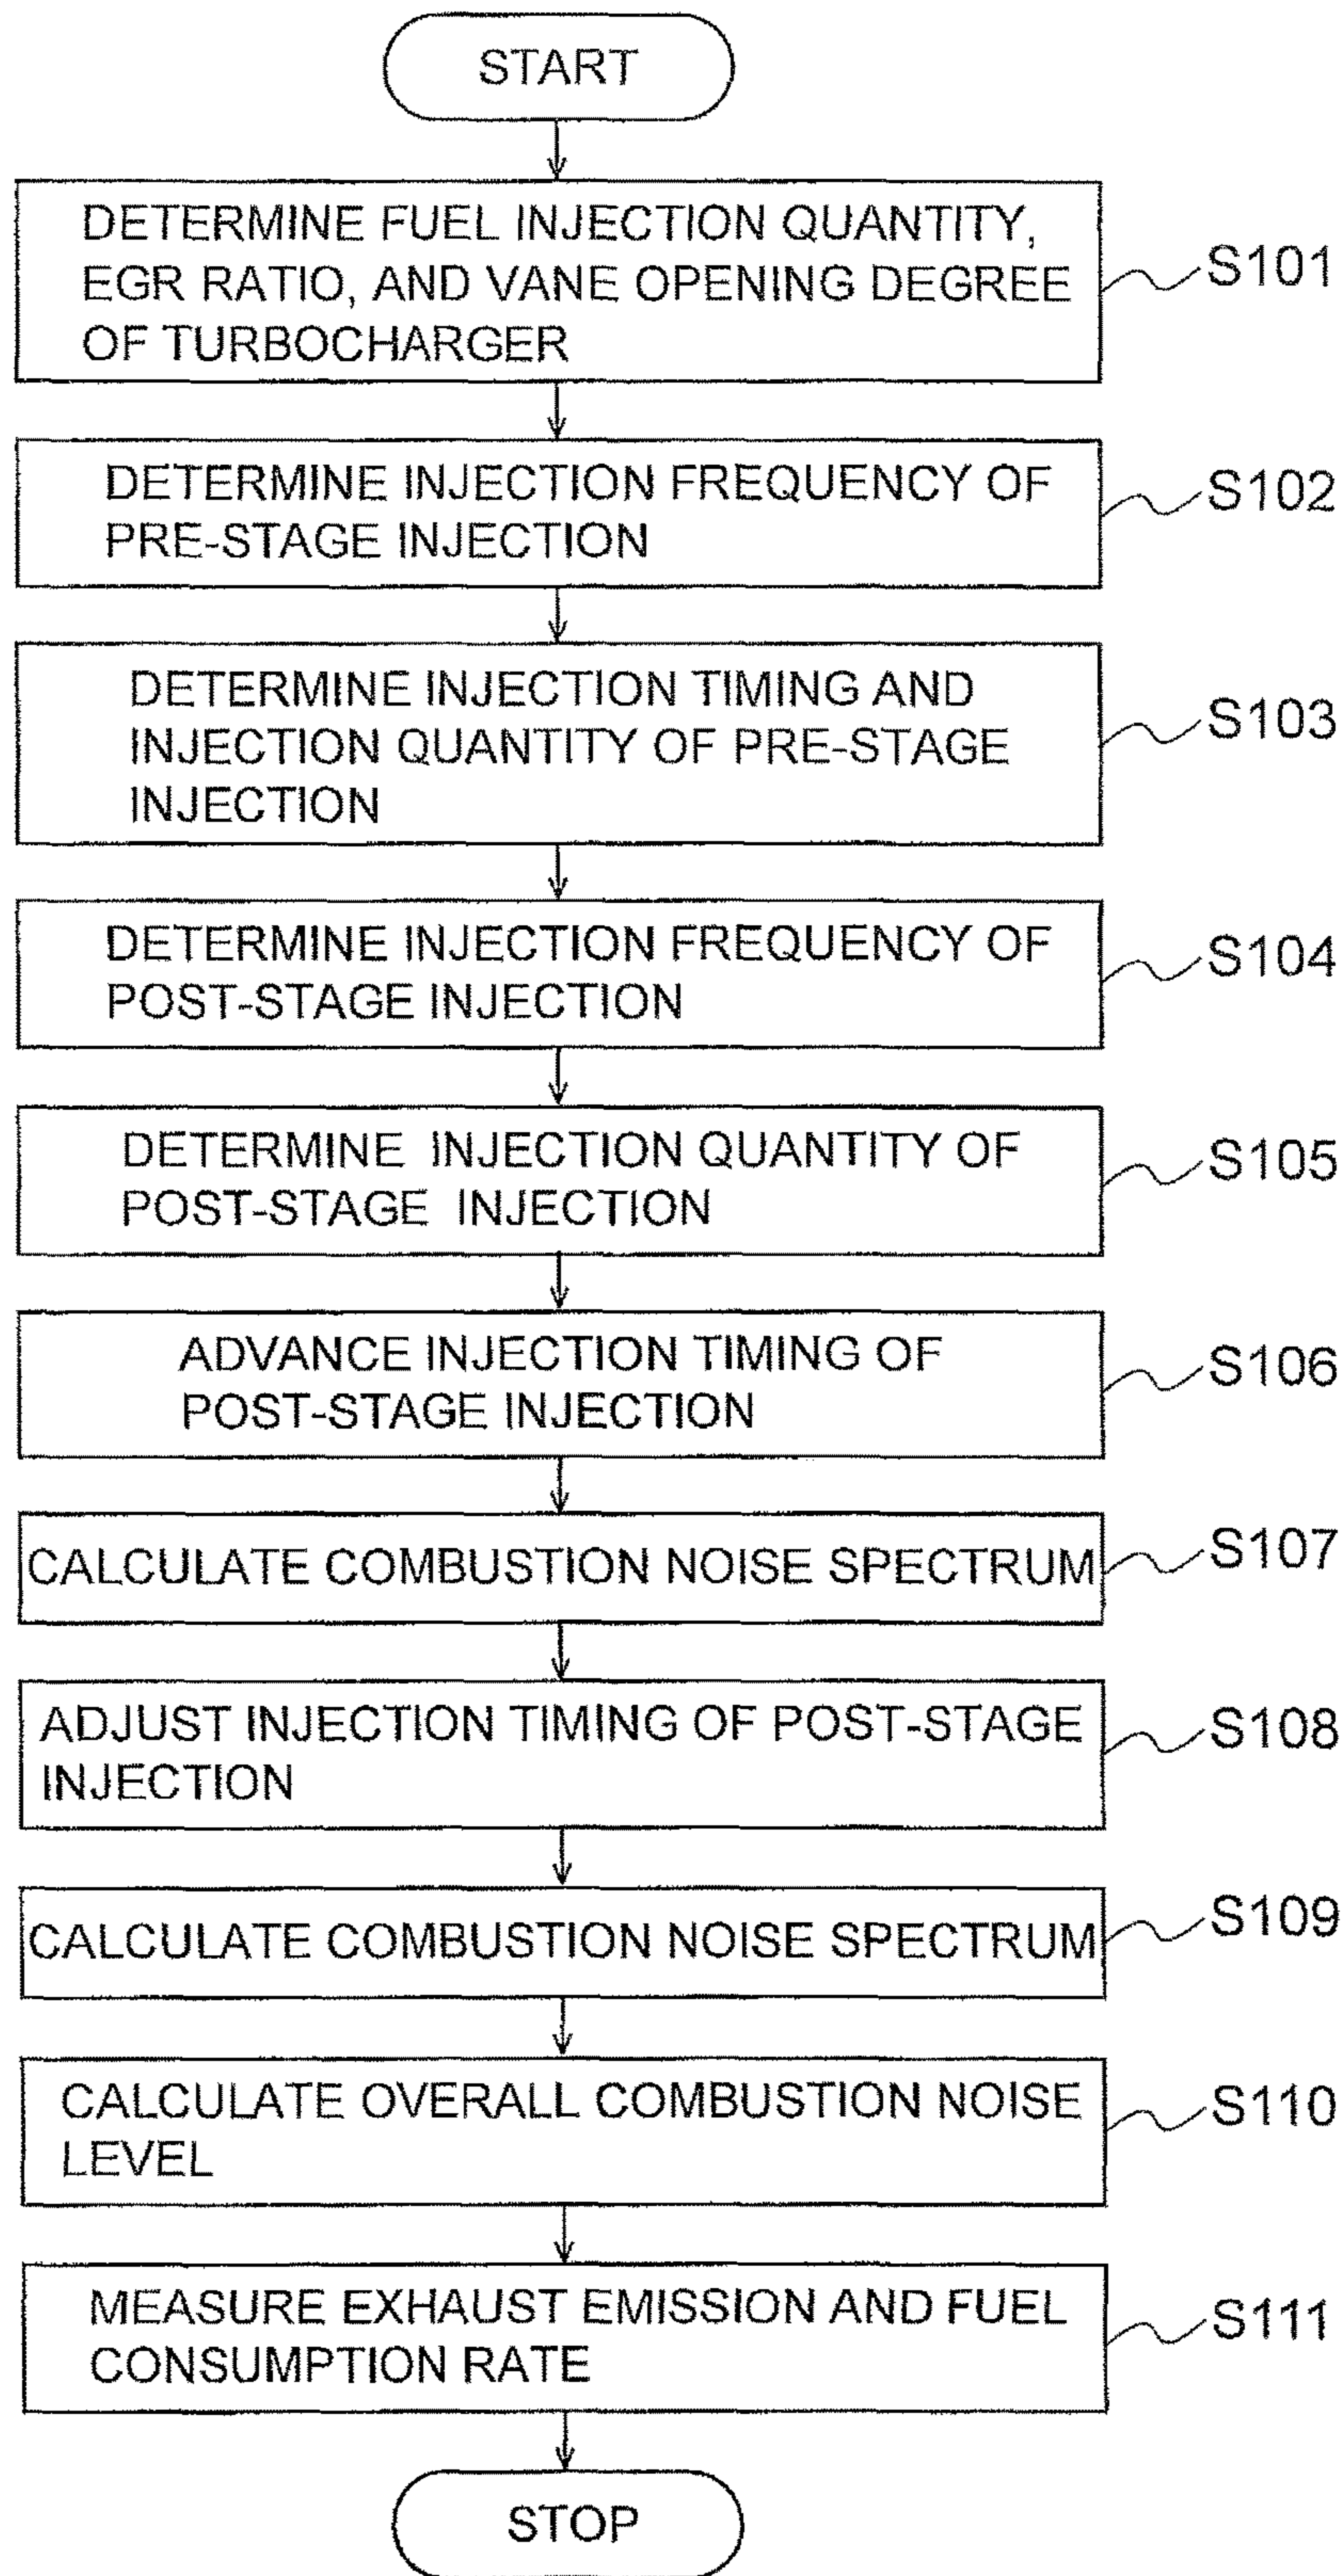 START
DETERMINE FUEL INJECTION QUANTITY,
EGR RATIO, AND VANE OPENING DEGREE
OF TURBOCHARGER
S101
DETERMINE INJECTION FREQUENCY OF
PRE-STAGE INJECTION
S102
DETERMINE INJECTION TIMING AND
INJECTION QUANTITY OF PRE-STAGE
INJECTION
S103
DETERMINE INJECTION FREQUENCY OF
POST-STAGE INJECTION
S104
DETERMINE INJECTION QUANTITY OF
POST-STAGE INJECTION
S105
ADVANCE INJECTION TIMING OF
POST-STAGE INJECTION
S106
CALCULATE COMBUSTION NOISE SPECTRUM
S107
ADJUST INJECTION TIMING OF POST-STAGE
INJECTION
S108
CALCULATE COMBUSTION NOISE SPECTRUM
S109
CALCULATE OVERALL COMBUSTION NOISE
LEVEL
S110
MEASURE EXHAUST EMISSION AND FUEL
CONSUMPTION RATE
S111
STOP